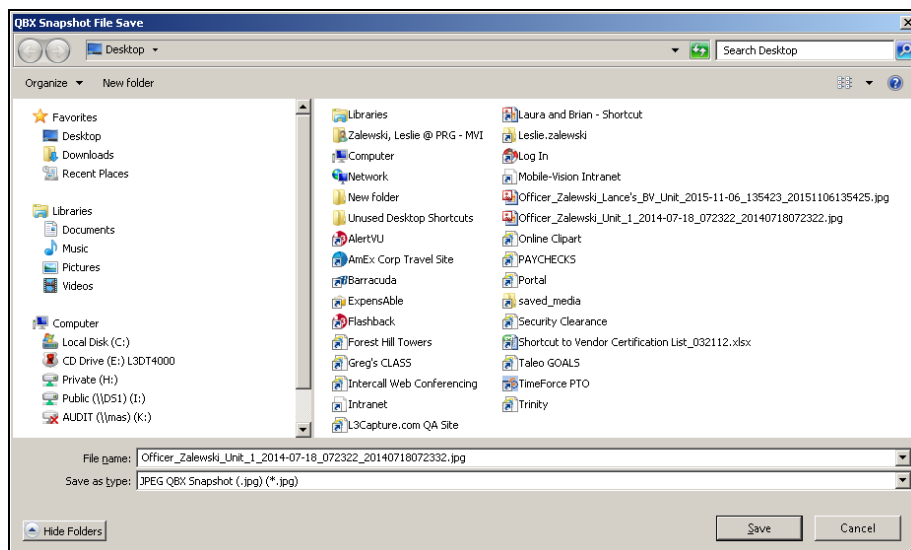 QBX Snapshot File Save
Desktop
Search Desktop
Organize
New folder
Favorites
Desktop
Downloads
Recent Places
Libraries
Documents
Music
Pictures
Videos
Computer
Local Disk (C:)
CD Drive (E:) L3DT4000
Private (H:)
Public (\\DS1) (I:)
AUDIT (\\mas) (K:)
Libraries
Zalewski, Leslie @ PRG - MVI
Computer
Network
New folder
Unused Desktop Shortcuts
AlertVU
AmEx Corp Travel Site
Barracuda
ExpensAble
Flashback
Forest Hill Towers
Greg's CLASS
Intercall Web Conferencing
Intranet
L3Capture.com QA Site
Laura and Brian - Shortcut
Leslie.zalewski
Log In
Mobile-Vision Intranet
Officer_Zalewski_Lance's_BV_Unit_2015-11-06_135423_20151106135425.jpg
Officer_Zalewski_Unit_1_2014-07-18_072322_20140718072322.jpg
Online Clipart
PAYCHECKS
Portal
saved_media
Security Clearance
Shortcut to Vendor Certification List_032112.xlsx
Taleo GOALS
TimeForce PTO
Trinity
File name: Officer_Zalewski_Unit_1_2014-07-18_072322_20140718072332.jpg
Save as type: JPEG QBX Snapshot (.jpg) (*.jpg)
Hide Folders
Save
Cancel